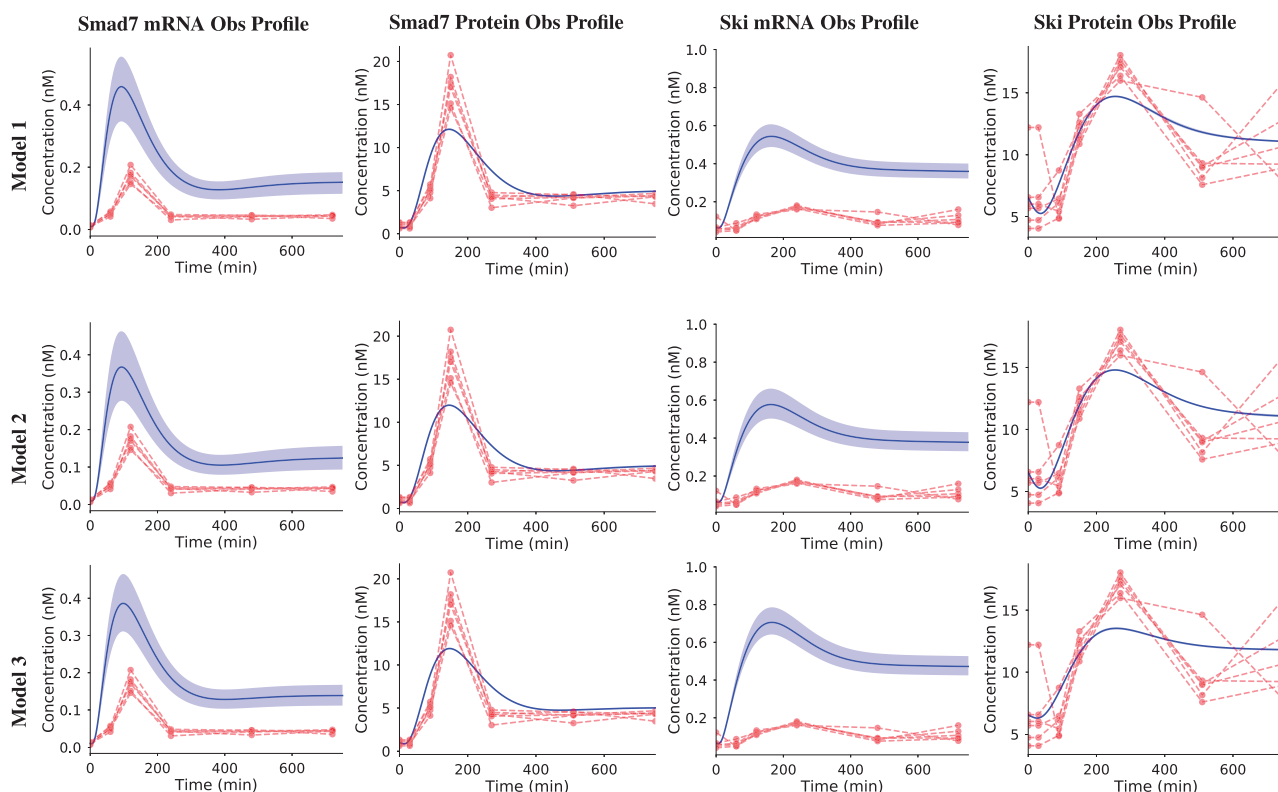 Smad7 mRNA Obs Profile
Smad7 Protein Obs Profile
Ski mRNA Obs Profile
Ski Protein Obs Profile
Model 1
Concentration (nM)
0.4
0.2
0.0
0 200 400 600
Time (min)
Concentration (nM)
20
15
10
5
0
0 200 400 600
Time (min)
Concentration (nM)
1.0
0.8
0.6
0.4
0.2
0 200 400 600
Time (min)
Concentration (nM)
15
10
5
0 200 400 600
Time (min)
Model 2
Concentration (nM)
0.4
0.3
0.2
0.1
0.0
0 200 400 600
Time (min)
Concentration (nM)
20
15
10
5
0
0 200 400 600
Time (min)
Concentration (nM)
1.0
0.8
0.6
0.4
0.2
0 200 400 600
Time (min)
Concentration (nM)
15
10
5
0 200 400 600
Time (min)
Model 3
Concentration (nM)
0.4
0.3
0.2
0.1
0.0
0 200 400 600
Time (min)
Concentration (nM)
20
15
10
5
0
0 200 400 600
Time (min)
Concentration (nM)
1.0
0.8
0.6
0.4
0.2
0 200 400 600
Time (min)
Concentration (nM)
15
10
5
0 200 400 600
Time (min)